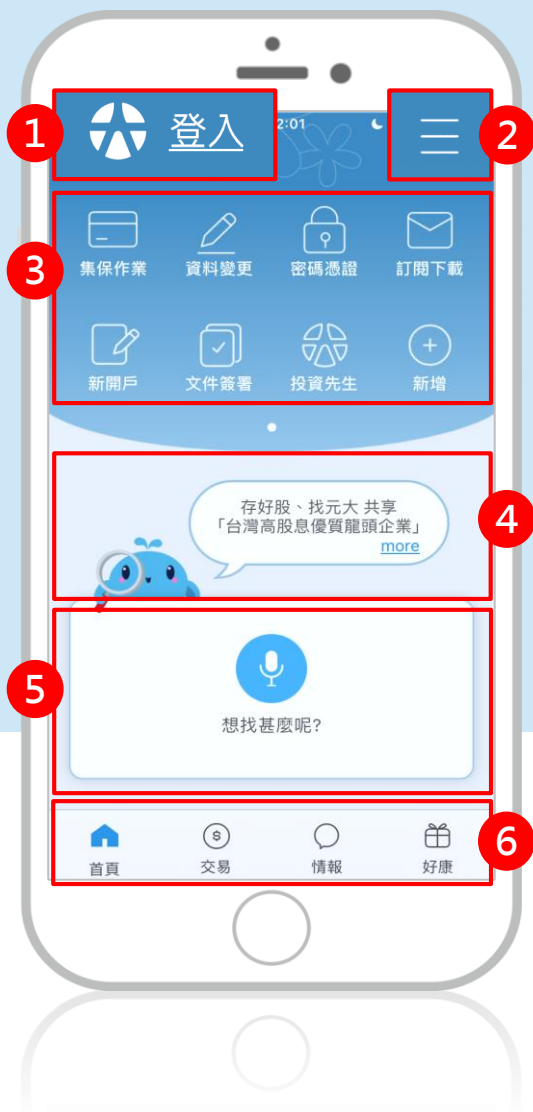 1
登入
2:01
2
3
集保作業 資料變更 密碼憑證 訂閱下載
新開戶 文件簽署 投資先生 新增
4
存好股、找元大 共享
「台灣高股息優質龍頭企業」
more
5
想找甚麼呢?
6
首頁 交易 情報 好康